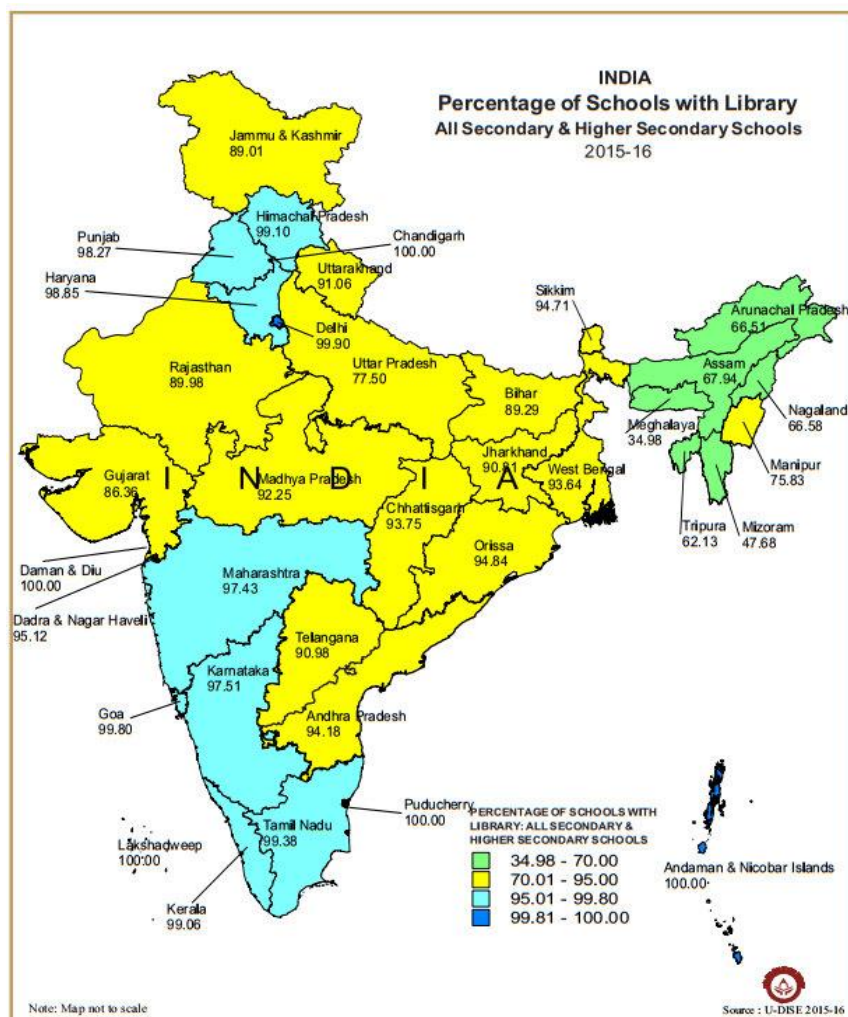 INDIA
Percentage of Schools with Library
All Secondary & Higher Secondary Schools
2015-16
Jammu & Kashmir
89.01
Himachal Pradesh
99.10
Punjab
98.27
Chandigarh
100.00
Haryana
98.85
Uttarakhand
91.06
Delhi
99.90
Sikkim
94.71
Arunachal Pradesh
66.51
Rajasthan
89.98
Uttar Pradesh
77.50
Assam
67.94
Bihar
89.29
Nagaland
66.58
Meghalaya
34.98
Jharkhand
90.81
West Bengal
93.64
Manipur
75.83
Gujarat
86.36
I N D I A
Madhya Pradesh
92.25
Chhattisgarh
93.75
Tripura
62.13
Mizoram
47.68
Orissa
94.84
Daman & Diu
100.00
Maharashtra
97.43
Dadra & Nagar Haveli
95.12
Telangana
90.98
Karnataka
97.51
Goa
99.80
Andhra Pradesh
94.18
Puducherry
100.00
Tamil Nadu
99.38
Lakshadweep
100.00
Kerala
99.06
PERCENTAGE OF SCHOOLS WITH
LIBRARY: ALL SECONDARY &
HIGHER SECONDARY SCHOOLS
34.98 - 70.00
70.01 - 95.00
95.01 - 99.80
99.81 - 100.00
Andaman & Nicobar Islands
100.00
Note: Map not to scale
Source : U-DISE 2015-16